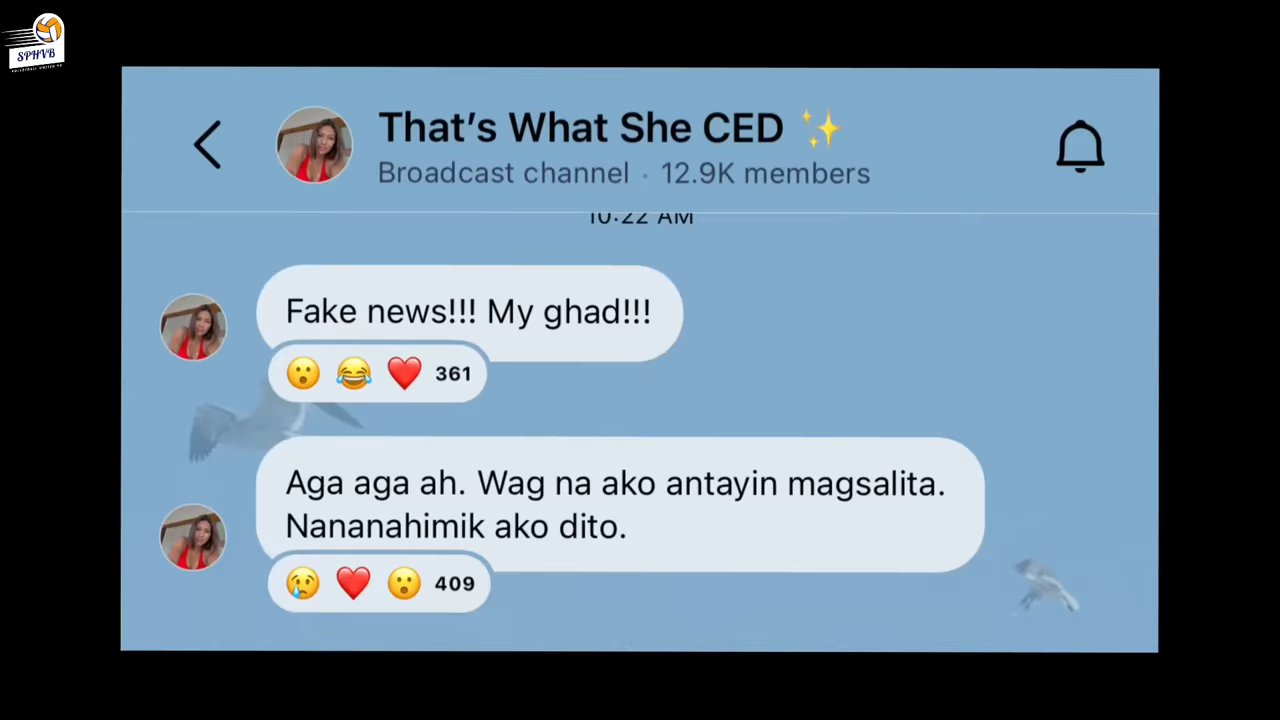 SPHVB
That's What She CED ✨
Broadcast channel · 12.9K members
10:22 AM
Fake news!!! My ghad!!!
😮 😂 ❤️ 361
Aga aga ah. Wag na ako antayin magsalita.
Nananahimik ako dito.
😢 ❤️ 😮 409